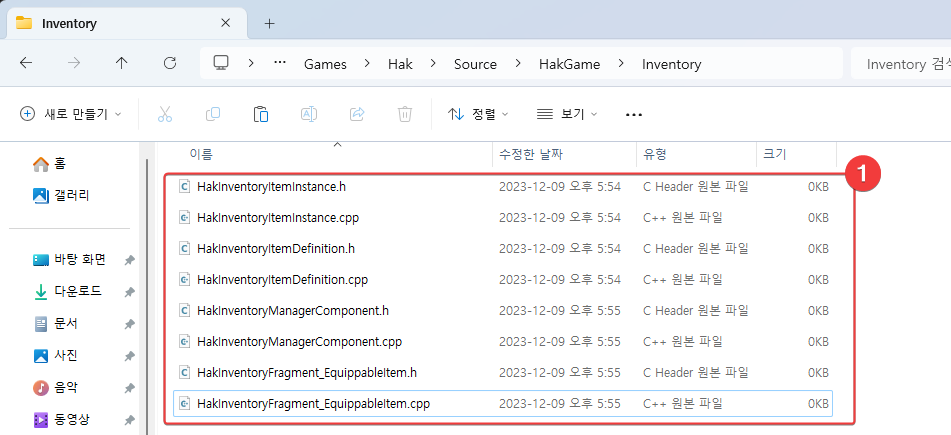 Inventory
··· Games > Hak > Source > HakGame > Inventory
Inventory 검색
새로 만들기
정렬
보기
···
홈
갤러리
바탕 화면
다운로드
문서
사진
음악
동영상
이름 수정한 날짜 유형 크기
1
HakInventoryItemInstance.h 2023-12-09 오후 5:54 C Header 원본 파일 0KB
HakInventoryItemInstance.cpp 2023-12-09 오후 5:54 C++ 원본 파일 0KB
HakInventoryItemDefinition.h 2023-12-09 오후 5:54 C Header 원본 파일 0KB
HakInventoryItemDefinition.cpp 2023-12-09 오후 5:54 C++ 원본 파일 0KB
HakInventoryManagerComponent.h 2023-12-09 오후 5:55 C Header 원본 파일 0KB
HakInventoryManagerComponent.cpp 2023-12-09 오후 5:55 C++ 원본 파일 0KB
HakInventoryFragment_EquippableItem.h 2023-12-09 오후 5:55 C Header 원본 파일 0KB
HakInventoryFragment_EquippableItem.cpp 2023-12-09 오후 5:55 C++ 원본 파일 0KB